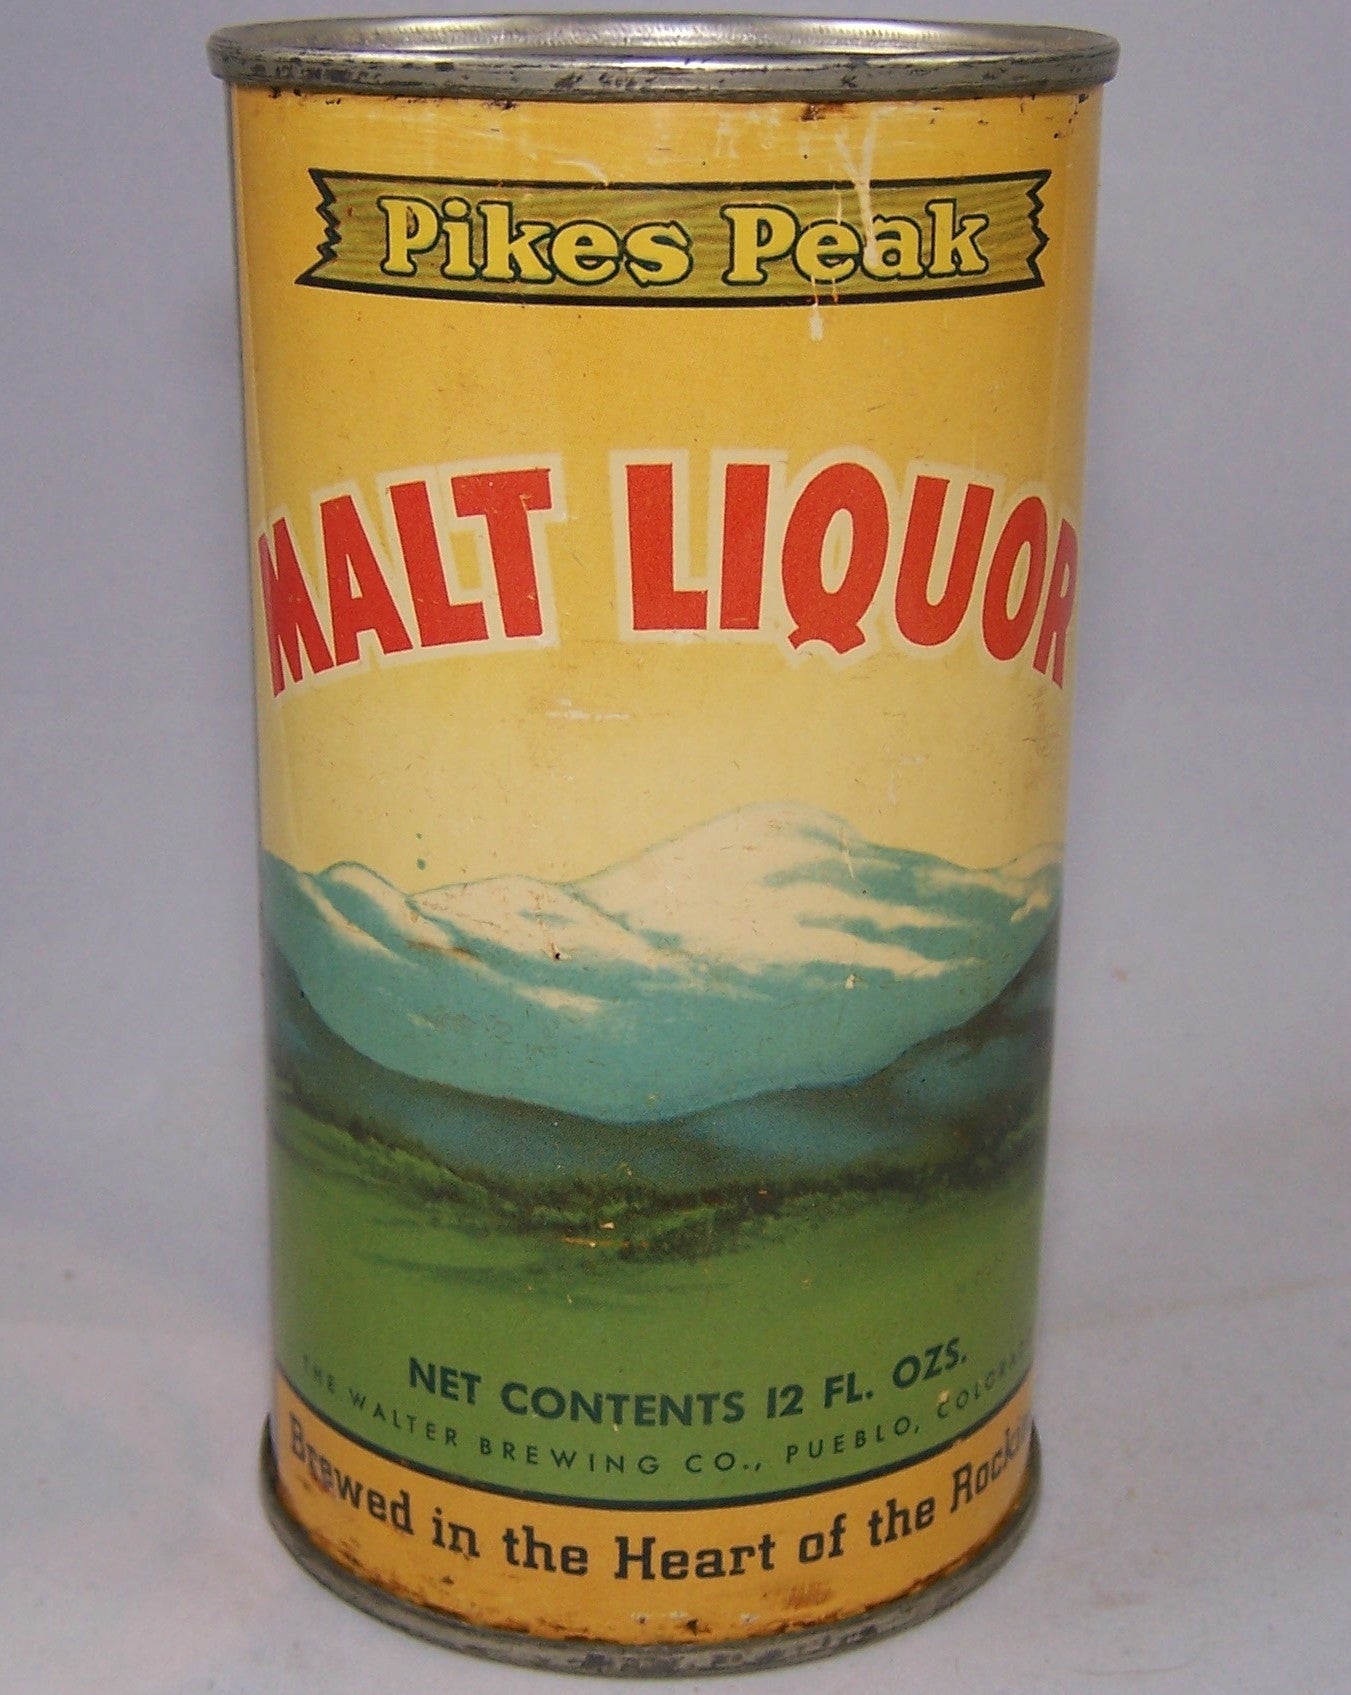 Pikes Peak
MALT LIQUOR
NET CONTENTS 12 FL. OZS.
THE WALTER BREWING CO., PUEBLO,
Brewed in the Heart of the